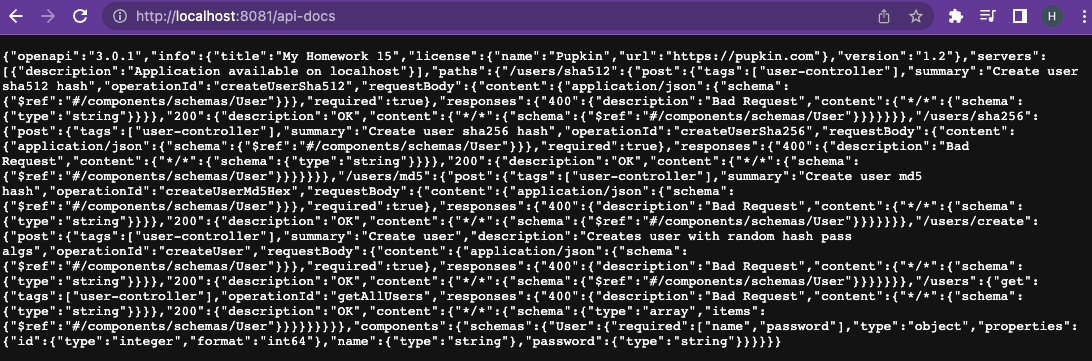 http://localhost:8081/api-docs
H
{"openapi":"3.0.1","info":{"title":"My Homework 15","license":{"name":"Pupkin","url":"https://pupkin.com"},"version":"1.2"},"servers":
[{"description":"Application available on localhost"}],"paths":{"/users/sha512":{"post":{"tags":["user-controller"],"summary":"Create user
sha512 hash","operationId":"createUserSha512","requestBody":{"content":{"application/json":{"schema":
{"$ref":"#/components/schemas/User"}}},"required":true},"responses":{"400":{"description":"Bad Request","content":{"*/*":{"schema":
{"type":"string"}}}},"200":{"description":"OK","content":{"*/*":{"schema":{"$ref":"#/components/schemas/User"}}}}}}},"/users/sha256":
{"post":{"tags":["user-controller"],"summary":"Create user sha256 hash","operationId":"createUserSha256","requestBody":{"content":
{"application/json":{"schema":{"$ref":"#/components/schemas/User"}}},"required":true},"responses":{"400":{"description":"Bad
Request","content":{"*/*":{"schema":{"type":"string"}}}},"200":{"description":"OK","content":{"*/*":{"schema":
{"$ref":"#/components/schemas/User"}}}}}}},"/users/md5":{"post":{"tags":["user-controller"],"summary":"Create user md5
hash","operationId":"createUserMd5Hex","requestBody":{"content":{"application/json":{"schema":
{"$ref":"#/components/schemas/User"}}},"required":true},"responses":{"400":{"description":"Bad Request","content":{"*/*":{"schema":
{"type":"string"}}}},"200":{"description":"OK","content":{"*/*":{"schema":{"$ref":"#/components/schemas/User"}}}}}}},"/users/create":
{"post":{"tags":["user-controller"],"summary":"Create user","description":"Creates user with random hash pass
algs","operationId":"createUser","requestBody":{"content":{"application/json":{"schema":
{"$ref":"#/components/schemas/User"}}},"required":true},"responses":{"400":{"description":"Bad Request","content":{"*/*":{"schema":
{"type":"string"}}}},"200":{"description":"OK","content":{"*/*":{"schema":{"$ref":"#/components/schemas/User"}}}}}}},"/users":{"get":
{"tags":["user-controller"],"operationId":"getAllUsers","responses":{"400":{"description":"Bad Request","content":{"*/*":{"schema":
{"type":"string"}}}},"200":{"description":"OK","content":{"*/*":{"schema":{"type":"array","items":
{"$ref":"#/components/schemas/User"}}}}}}}}},"components":{"schemas":{"User":{"required":["name","password"],"type":"object","properties":
{"id":{"type":"integer","format":"int64"},"name":{"type":"string"},"password":{"type":"string"}}}}}}